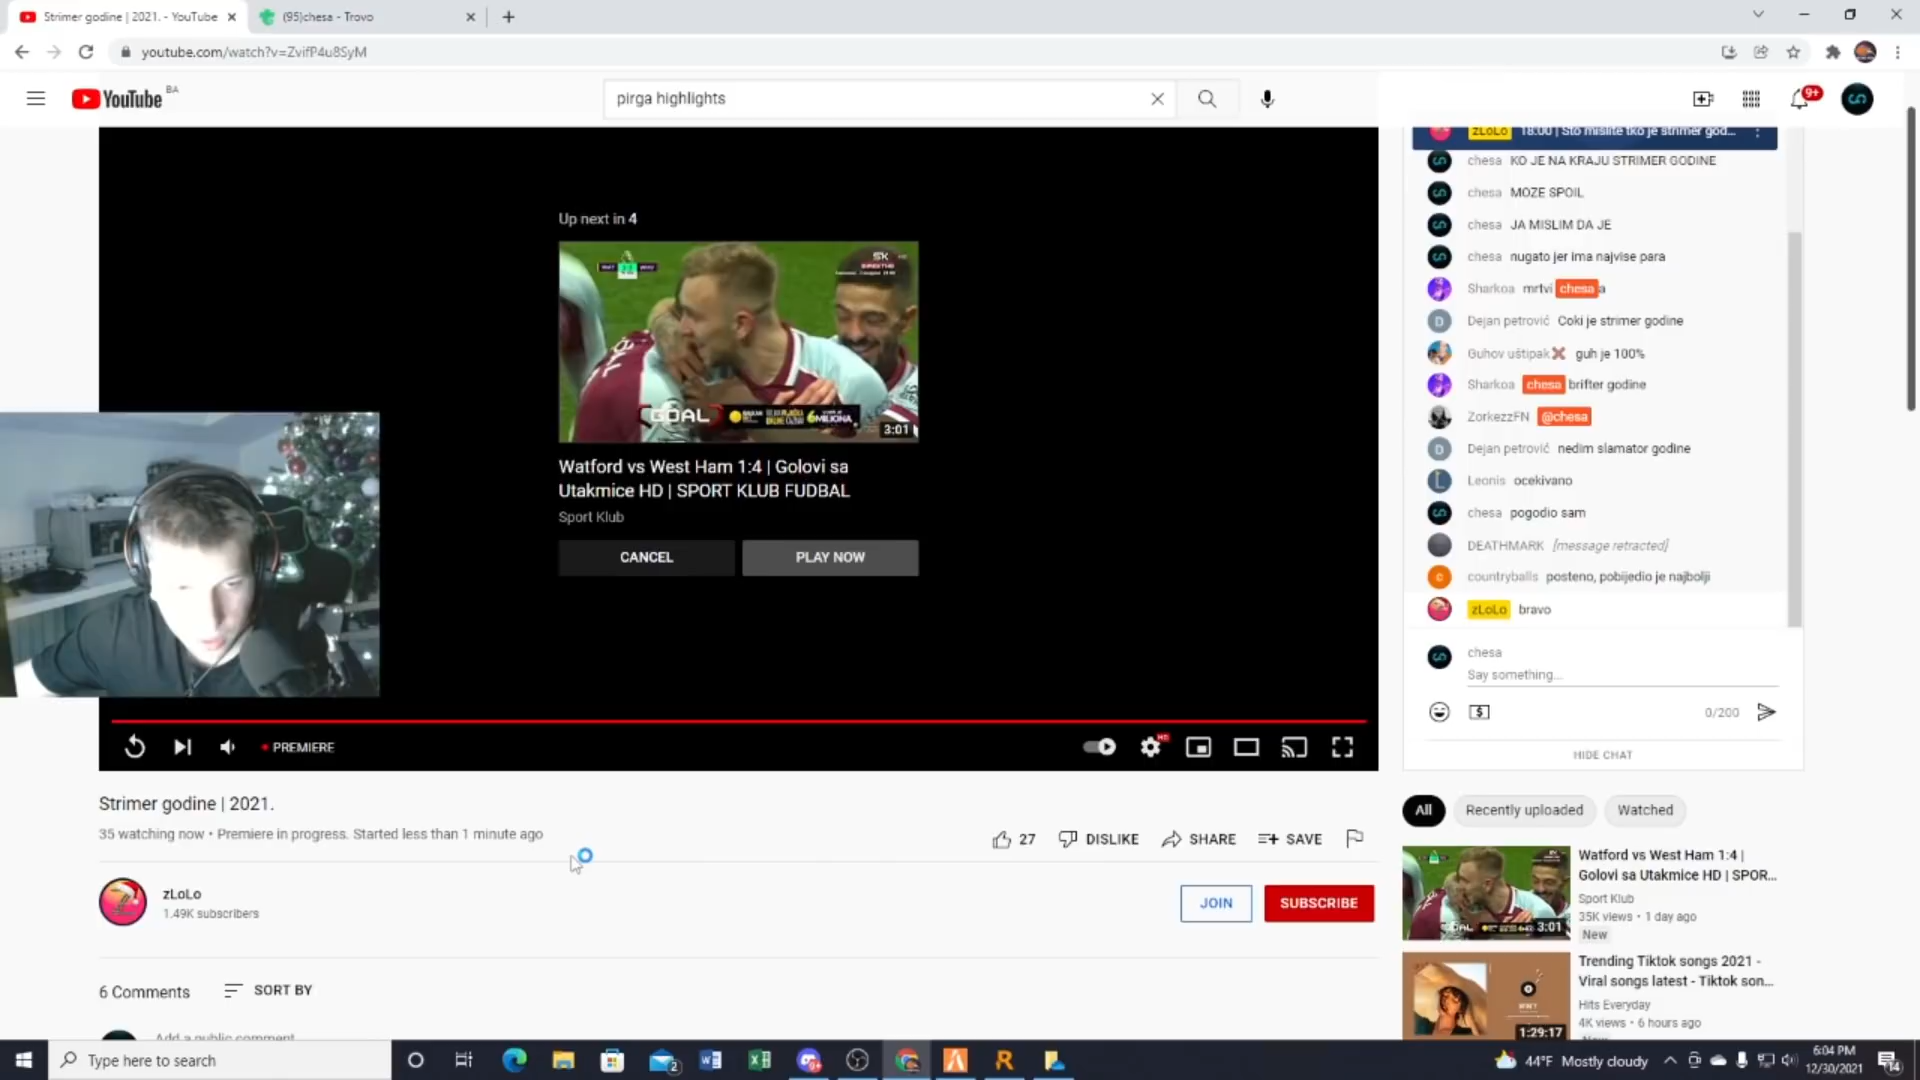 Strimer godine | 2021. - YouTube
(95)chesa - Trovo
youtube.com/watch?v=ZvifP4u8SyM
YouTube BA
pirga highlights
9+
Up next in 4
SK
GOAL
3:01
Watford vs West Ham 1:4 | Golovi sa
Utakmice HD | SPORT KLUB FUDBAL
Sport Klub
CANCEL
PLAY NOW
PREMIERE
HD
zLoLo 18:00 | Što mislite tko je strimer god...
chesa KO JE NA KRAJU STRIMER GODINE
chesa MOZE SPOIL
chesa JA MISLIM DA JE
chesa nugato jer ima najvise para
Sharkoa mrtvi chesa a
Dejan petrović Coki je strimer godine
Guhov uštipak❌ guh je 100%
Sharkoa chesa brifter godine
ZorkezzFN @chesa
Dejan petrović nedim slamator godine
Leonis ocekivano
chesa pogodio sam
DEATHMARK [message retracted]
countryballs posteno, pobijedio je najbolji
zLoLo bravo
chesa
Say something...
0/200
HIDE CHAT
Strimer godine | 2021.
35 watching now • Premiere in progress. Started less than 1 minute ago
27 DISLIKE SHARE SAVE
zLoLo
1.49K subscribers
JOIN
SUBSCRIBE
6 Comments
SORT BY
Add a public comment
All
Recently uploaded
Watched
GOAL
3:01
Watford vs West Ham 1:4 |
Golovi sa Utakmice HD | SPOR...
Sport Klub
35K views • 1 day ago
New
1:29:17
Trending Tiktok songs 2021 -
Viral songs latest - Tiktok son...
Hits Everyday
4K views • 6 hours ago
Type here to search
44°F Mostly cloudy
6:04 PM
12/30/2021
14